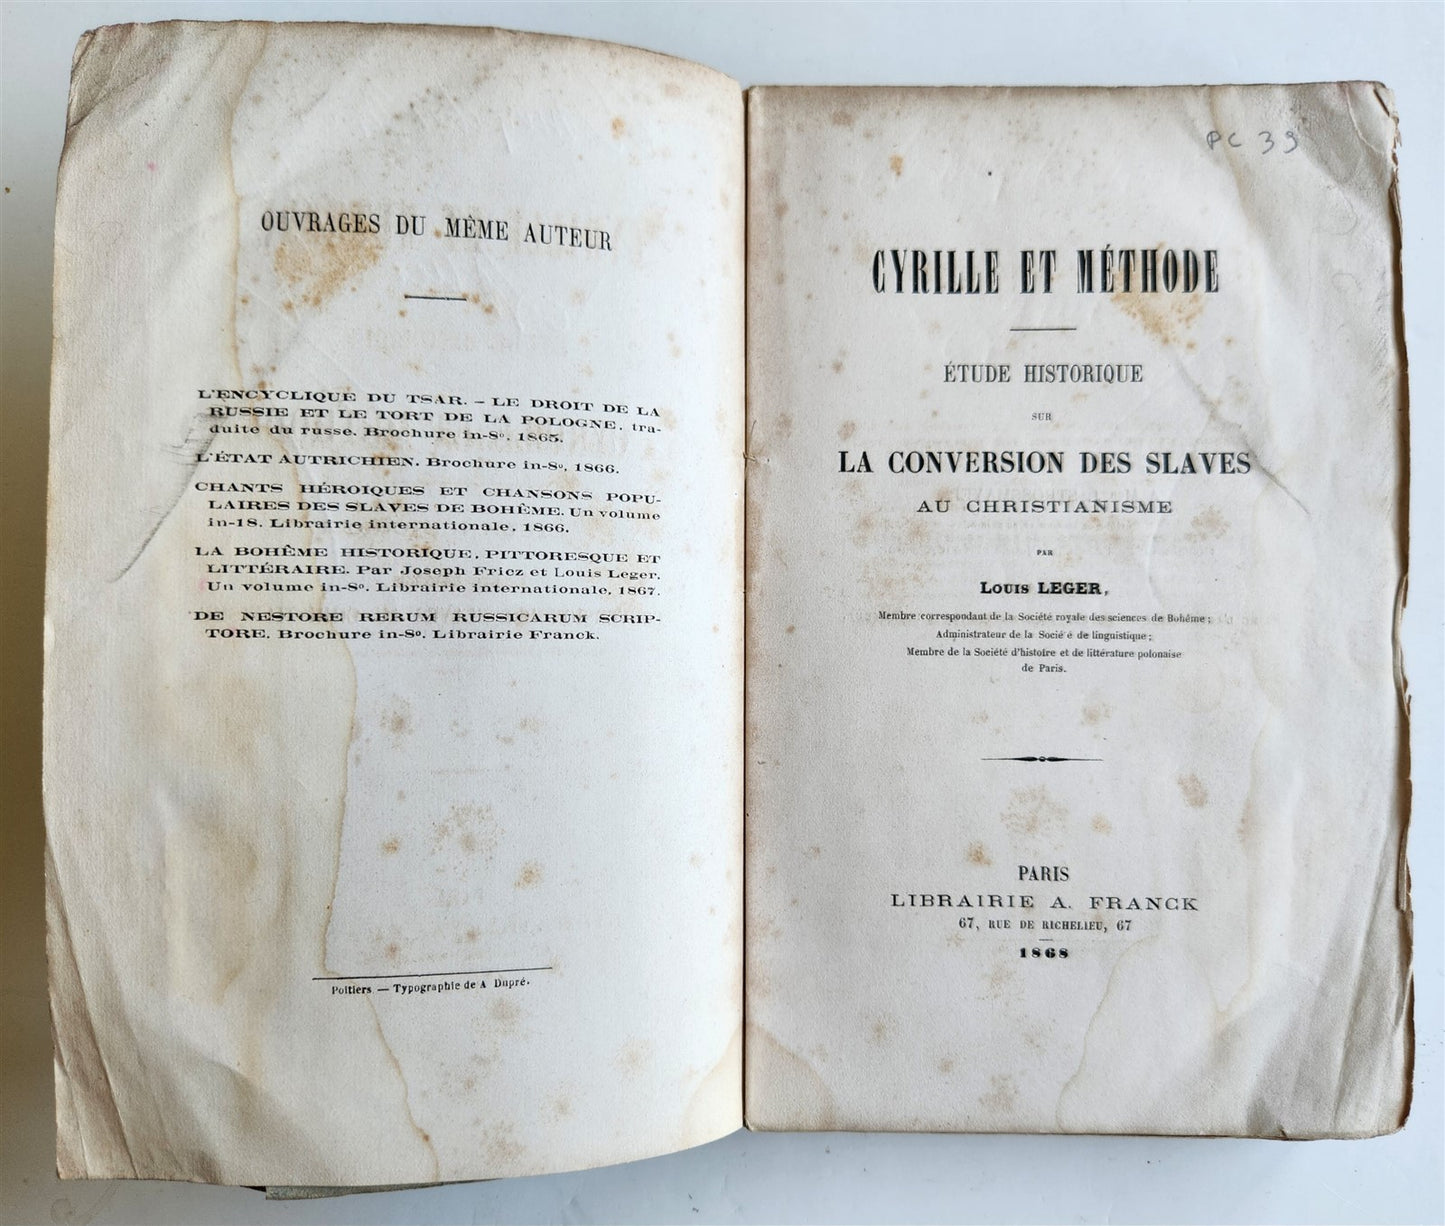 OUVRAGES DU MÊME AUTEUR
L'ENCYCLIQUE DU TSAR. — LE DROIT DE LA
RUSSIE ET LE TORT DE LA POLOGNE, tra-
duite du russe. Brochure in-8º, 1865.
L'ÉTAT AUTRICHIEN. Brochure in-8º, 1866.
CHANTS HÉROIQUES ET CHANSONS POPU-
LAIRES DES SLAVES DE BOHÊME. Un volume
in-18. Librairie internationale, 1866.
LA BOHÊME HISTORIQUE, PITTORESQUE ET
LITTÉRAIRE. Par Joseph Fricz et Louis Leger.
Un volume in-8º. Librairie internationale, 1867.
DE NESTORE RERUM RUSSICARUM SCRIP-
TORE. Brochure in-8º. Librairie Franck.
Poitiers. — Typographie de A Dupré.
PC 39
CYRILLE ET MÉTHODE
ÉTUDE HISTORIQUE
SUR
LA CONVERSION DES SLAVES
AU CHRISTIANISME
PAR
LOUIS LEGER,
Membre correspondant de la Société royale des sciences de Bohême ;
Administrateur de la Socié é de linguistique ;
Membre de la Société d'histoire et de littérature polonaise
de Paris.
PARIS
LIBRAIRIE A. FRANCK
67, RUE DE RICHELIEU, 67
1868